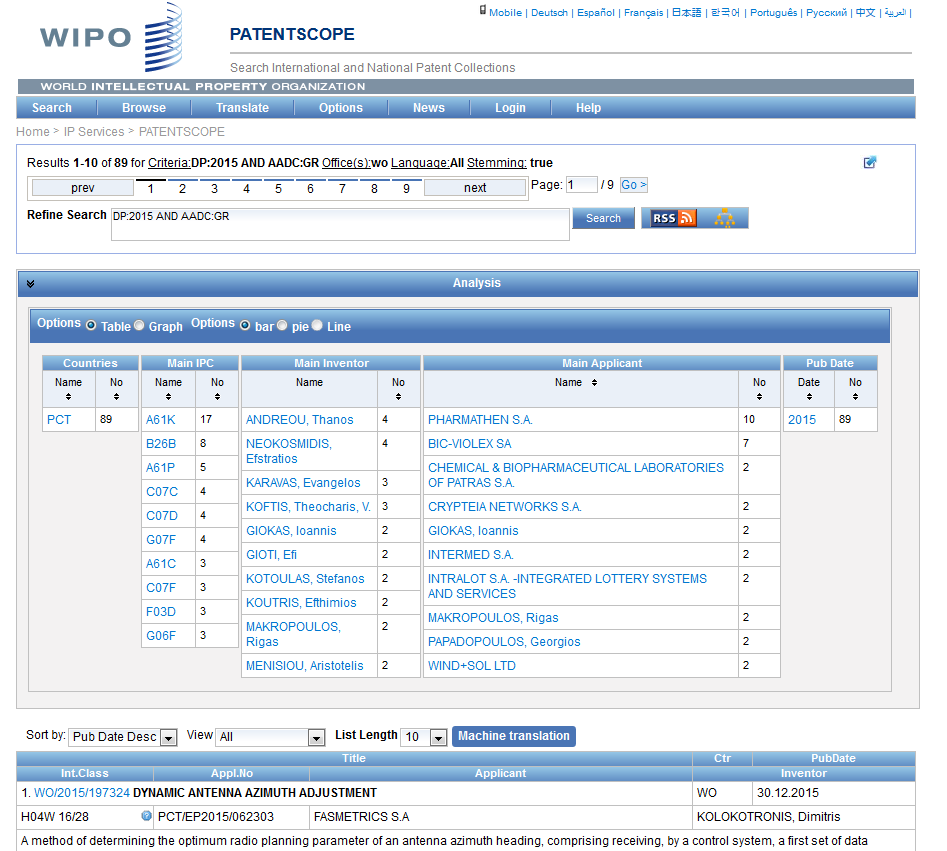 Mobile | Deutsch | Español | Français | 日本語 | 한국어 | Português | Русский | 中文 | العربية |
WIPO
PATENTSCOPE
Search International and National Patent Collections
WORLD INTELLECTUAL PROPERTY ORGANIZATION
Search Browse Translate Options News Login Help
Home > IP Services > PATENTSCOPE
Results 1-10 of 89 for Criteria:DP:2015 AND AADC:GR Office(s):wo Language:All Stemming: true
prev 1 2 3 4 5 6 7 8 9 next Page: 1 / 9 Go >
Refine Search DP:2015 AND AADC:GR Search RSS
Analysis
Options Table Graph Options bar pie Line
Countries Main IPC Main Inventor Main Applicant Pub Date
Name No Name No Name No Name No Date No
PCT 89 A61K 17 ANDREOU, Thanos 4 PHARMATHEN S.A. 10 2015 89
B26B 8 NEOKOSMIDIS, Efstratios 4 BIC-VIOLEX SA 7
A61P 5 KARAVAS, Evangelos 3 CHEMICAL & BIOPHARMACEUTICAL LABORATORIES OF PATRAS S.A. 2
C07C 4 KOFTIS, Theocharis, V. 3 CRYPTEIA NETWORKS S.A. 2
C07D 4 GIOKAS, Ioannis 2 GIOKAS, Ioannis 2
G07F 4 GIOTI, Efi 2 INTERMED S.A. 2
A61C 3 KOTOULAS, Stefanos 2 INTRALOT S.A. -INTEGRATED LOTTERY SYSTEMS AND SERVICES 2
C07F 3 KOUTRIS, Efthimios 2 MAKROPOULOS, Rigas 2
F03D 3 MAKROPOULOS, Rigas 2 PAPADOPOULOS, Georgios 2
G06F 3 MENISIOU, Aristotelis 2 WIND+SOL LTD 2
Sort by: Pub Date Desc View All List Length 10 Machine translation
Title Ctr PubDate
Int.Class Appl.No Applicant Inventor
1. WO/2015/197324 DYNAMIC ANTENNA AZIMUTH ADJUSTMENT WO 30.12.2015
H04W 16/28 PCT/EP2015/062303 FASMETRICS S.A KOLOKOTRONIS, Dimitris
A method of determining the optimum radio planning parameter of an antenna azimuth heading, comprising receiving, by a control system, a first set of data